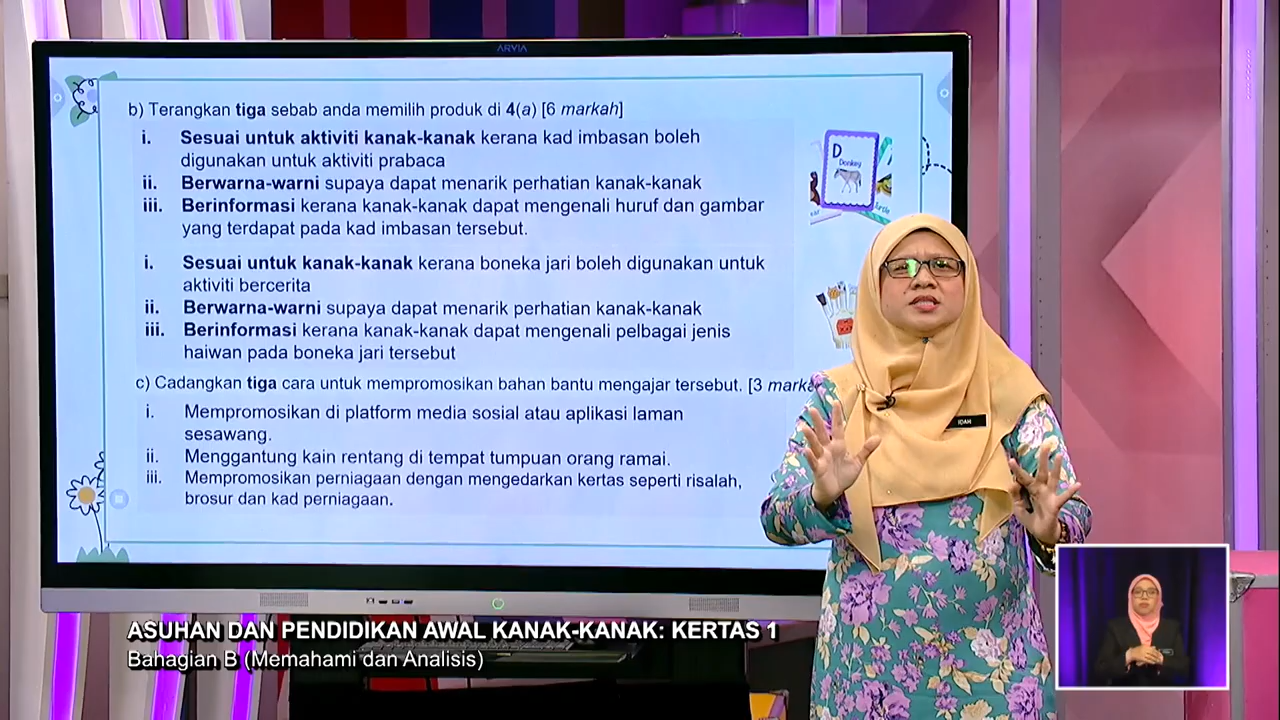 ARVIA
b) Terangkan tiga sebab anda memilih produk di 4(a) [6 markah]
i. Sesuai untuk aktiviti kanak-kanak kerana kad imbasan boleh
digunakan untuk aktiviti prabaca
ii. Berwarna-warni supaya dapat menarik perhatian kanak-kanak
iii. Berinformasi kerana kanak-kanak dapat mengenali huruf dan gambar
yang terdapat pada kad imbasan tersebut.
D
Donkey
i. Sesuai untuk kanak-kanak kerana boneka jari boleh digunakan untuk
aktiviti bercerita
ii. Berwarna-warni supaya dapat menarik perhatian kanak-kanak
iii. Berinformasi kerana kanak-kanak dapat mengenali pelbagai jenis
haiwan pada boneka jari tersebut
c) Cadangkan tiga cara untuk mempromosikan bahan bantu mengajar tersebut. [3 marka
i. Mempromosikan di platform media sosial atau aplikasi laman
sesawang.
ii. Menggantung kain rentang di tempat tumpuan orang ramai.
iii. Mempromosikan perniagaan dengan mengedarkan kertas seperti risalah,
brosur dan kad perniagaan.
IDAH
ASUHAN DAN PENDIDIKAN AWAL KANAK-KANAK: KERTAS 1
Bahagian B (Memahami dan Analisis)